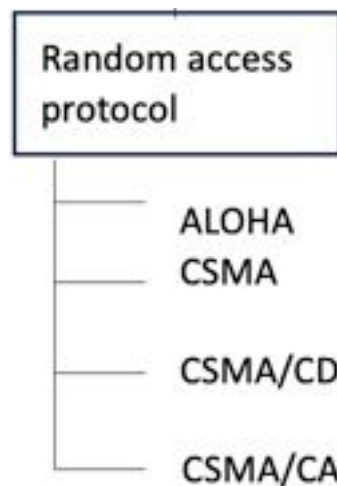 Random access
protocol
ALOHA
CSMA
CSMA/CD
CSMA/CA